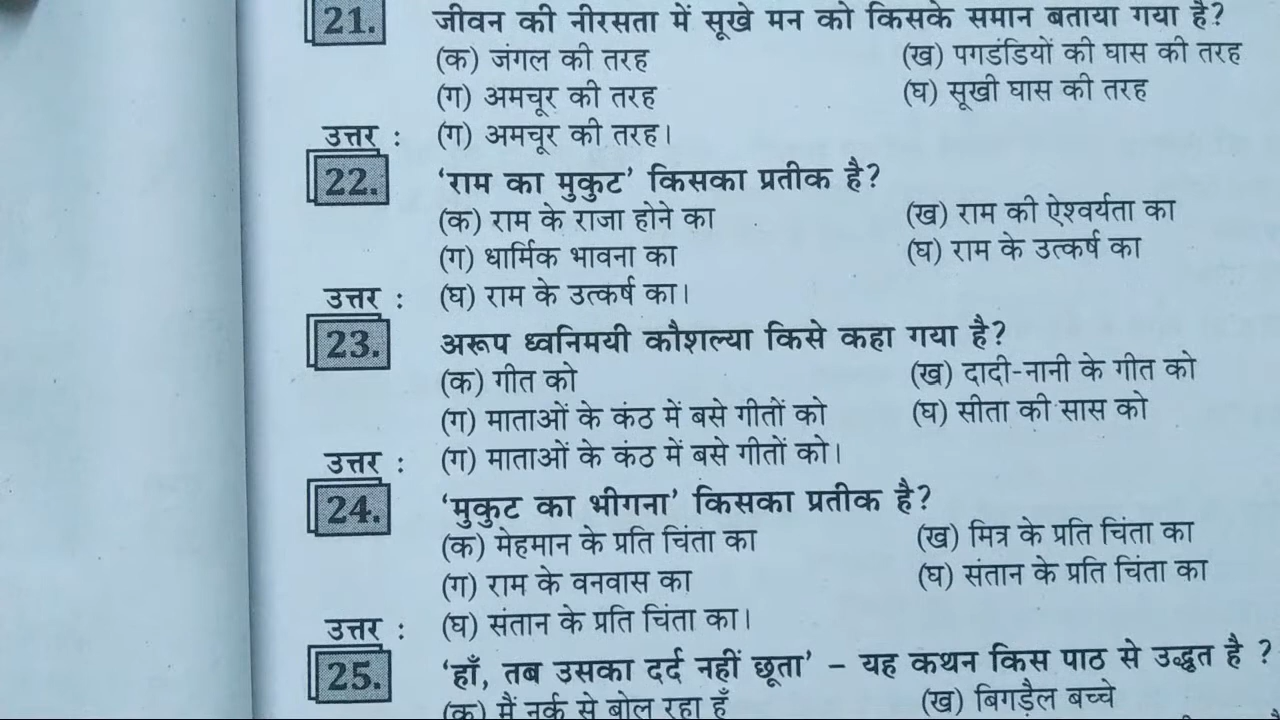 21. जीवन की नीरसता में सूखे मन को किसके समान बताया गया है?
(क) जंगल की तरह (ख) पगडंडियों की घास की तरह
(ग) अमचूर की तरह (घ) सूखी घास की तरह
उत्तर : (ग) अमचूर की तरह।
22. ‘राम का मुकुट’ किसका प्रतीक है?
(क) राम के राजा होने का (ख) राम की ऐश्वर्यता का
(ग) धार्मिक भावना का (घ) राम के उत्कर्ष का
उत्तर : (घ) राम के उत्कर्ष का।
23. अरूप ध्वनिमयी कौशल्या किसे कहा गया है?
(क) गीत को (ख) दादी-नानी के गीत को
(ग) माताओं के कंठ में बसे गीतों को (घ) सीता की सास को
उत्तर : (ग) माताओं के कंठ में बसे गीतों को।
24. ‘मुकुट का भीगना’ किसका प्रतीक है?
(क) मेहमान के प्रति चिंता का (ख) मित्र के प्रति चिंता का
(ग) राम के वनवास का (घ) संतान के प्रति चिंता का
उत्तर : (घ) संतान के प्रति चिंता का।
25. ‘हाँ, तब उसका दर्द नहीं छूता’ – यह कथन किस पाठ से उद्धृत है ?
(क) मैं नर्क से बोल रहा हूँ (ख) बिगड़ैल बच्चे